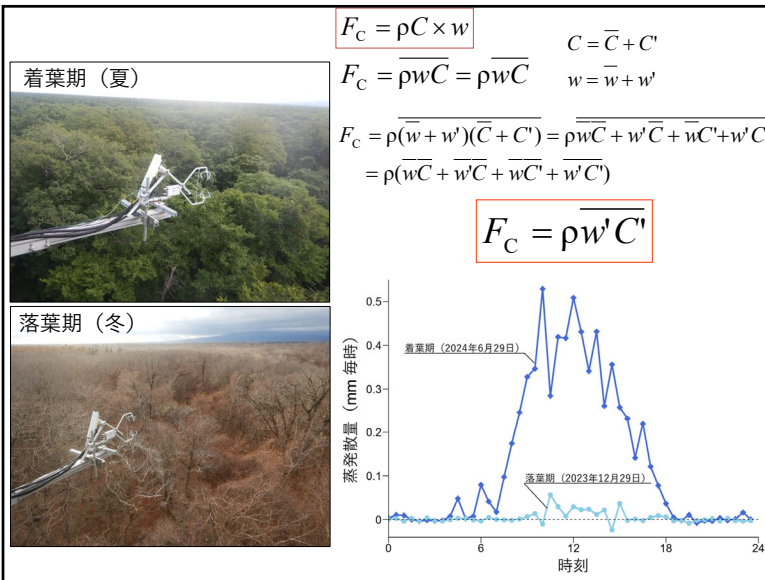 F_C = ρC × w
F_C = \overline{ρwC} = ρ\overline{wC}
C = \overline{C} + C'
w = \overline{w} + w'
F_C = ρ\overline{(\overline{w} + w')(\overline{C} + C')} = ρ\overline{\overline{w}\overline{C} + w'\overline{C} + \overline{w}C' + w'C'}
= ρ(\overline{w}\overline{C} + \overline{w'}\overline{C} + \overline{w}\overline{C'} + \overline{w'C'})
F_C = ρ\overline{w'C'}
着葉期（夏）
落葉期（冬）
蒸発散量（mm 毎時）
0.5
0.4
0.3
0.2
0.1
0
着葉期（2024年6月29日）
落葉期（2023年12月29日）
0 6 12 18 24
時刻